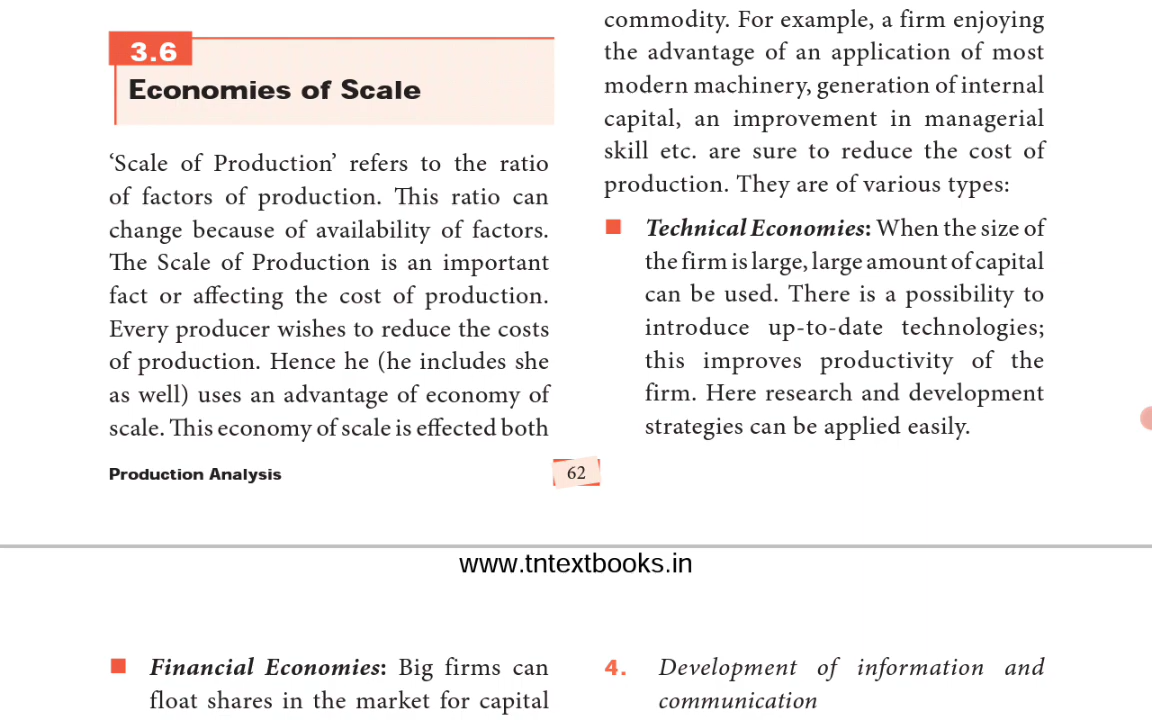 3.6
Economies of Scale
‘Scale of Production’ refers to the ratio
of factors of production. This ratio can
change because of availability of factors.
The Scale of Production is an important
fact or affecting the cost of production.
Every producer wishes to reduce the costs
of production. Hence he (he includes she
as well) uses an advantage of economy of
scale. This economy of scale is effected both
commodity. For example, a firm enjoying
the advantage of an application of most
modern machinery, generation of internal
capital, an improvement in managerial
skill etc. are sure to reduce the cost of
production. They are of various types:
Technical Economies: When the size of
the firm is large, large amount of capital
can be used. There is a possibility to
introduce up-to-date technologies;
this improves productivity of the
firm. Here research and development
strategies can be applied easily.
Production Analysis
62
www.tntextbooks.in
Financial Economies: Big firms can
float shares in the market for capital
4. Development of information and
communication